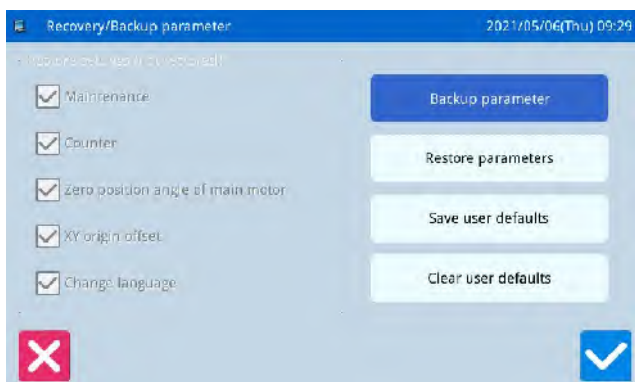 Recovery/Backup parameter
2021/05/06(Thu) 09:29
Maintenance
Counter
Zero position angle of main motor
XY origin offset
Change language
Backup parameter
Restore parameters
Save user defaults
Clear user defaults